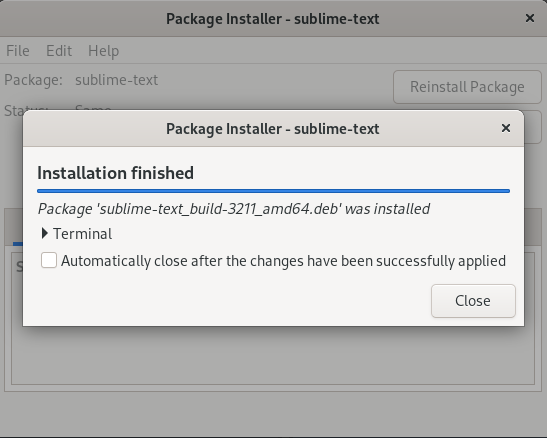 Package Installer - sublime-text
File Edit Help
Package: sublime-text
Reinstall Package
Status: Same
Package Installer - sublime-text
Installation finished
Package 'sublime-text_build-3211_amd64.deb' was installed
Terminal
Automatically close after the changes have been successfully applied
Close